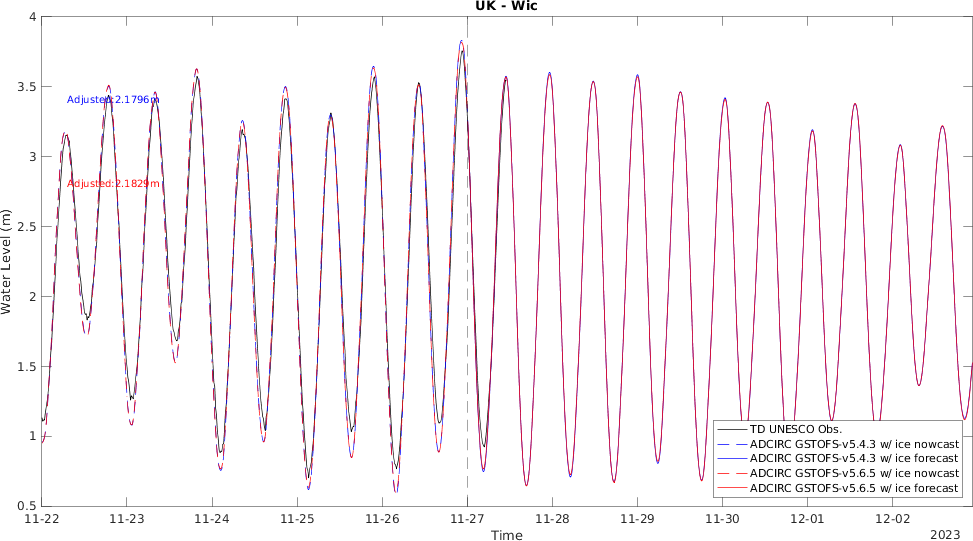 UK - Wic
4
3.5
3
2.5
2
1.5
1
0.5
Water Level (m)
Adjusted:2.1796m
Adjusted:2.1829m
TD UNESCO Obs.
ADCIRC GSTOFS-v5.4.3 w/ ice nowcast
ADCIRC GSTOFS-v5.4.3 w/ ice forecast
ADCIRC GSTOFS-v5.6.5 w/ ice nowcast
ADCIRC GSTOFS-v5.6.5 w/ ice forecast
11-22 11-23 11-24 11-25 11-26 11-27 11-28 11-29 11-30 12-01 12-02
Time
2023